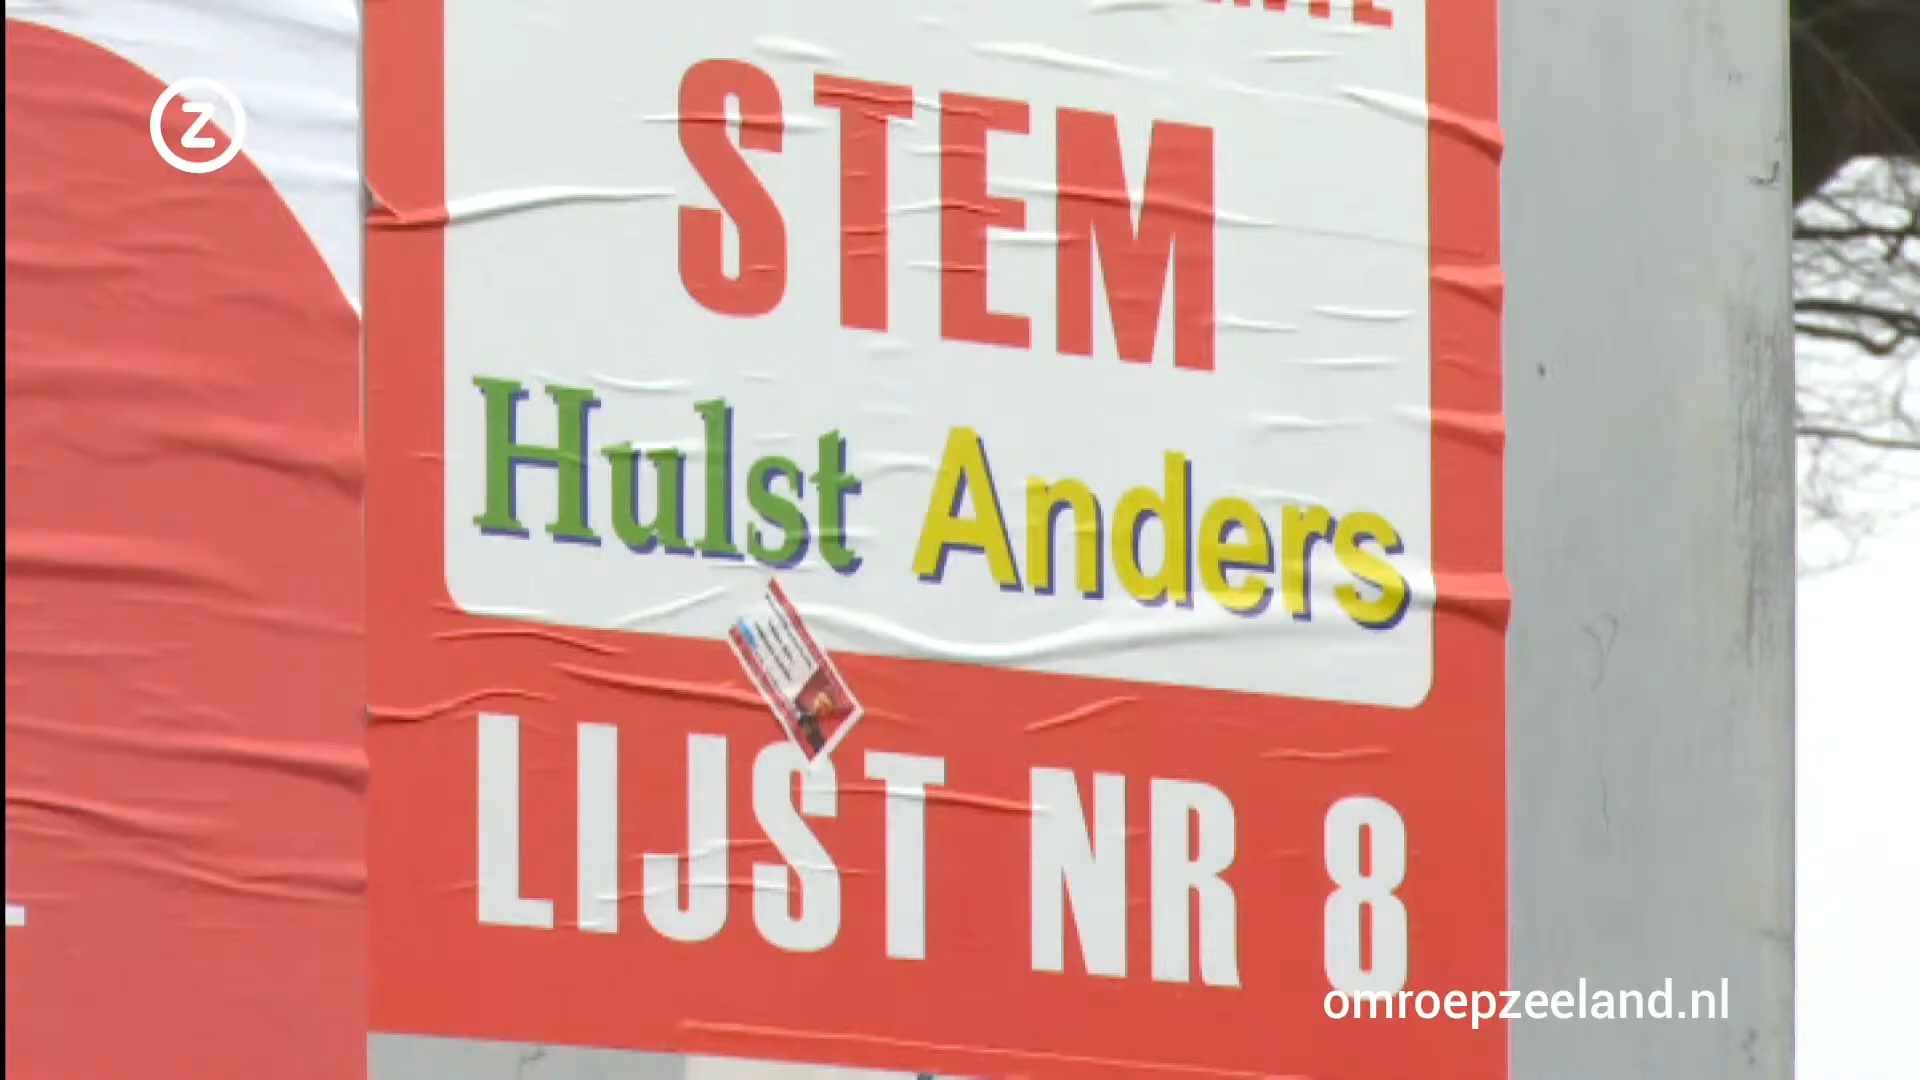 Z
STEM
Hulst Anders
LIJST NR 8
omroepzeeland.nl